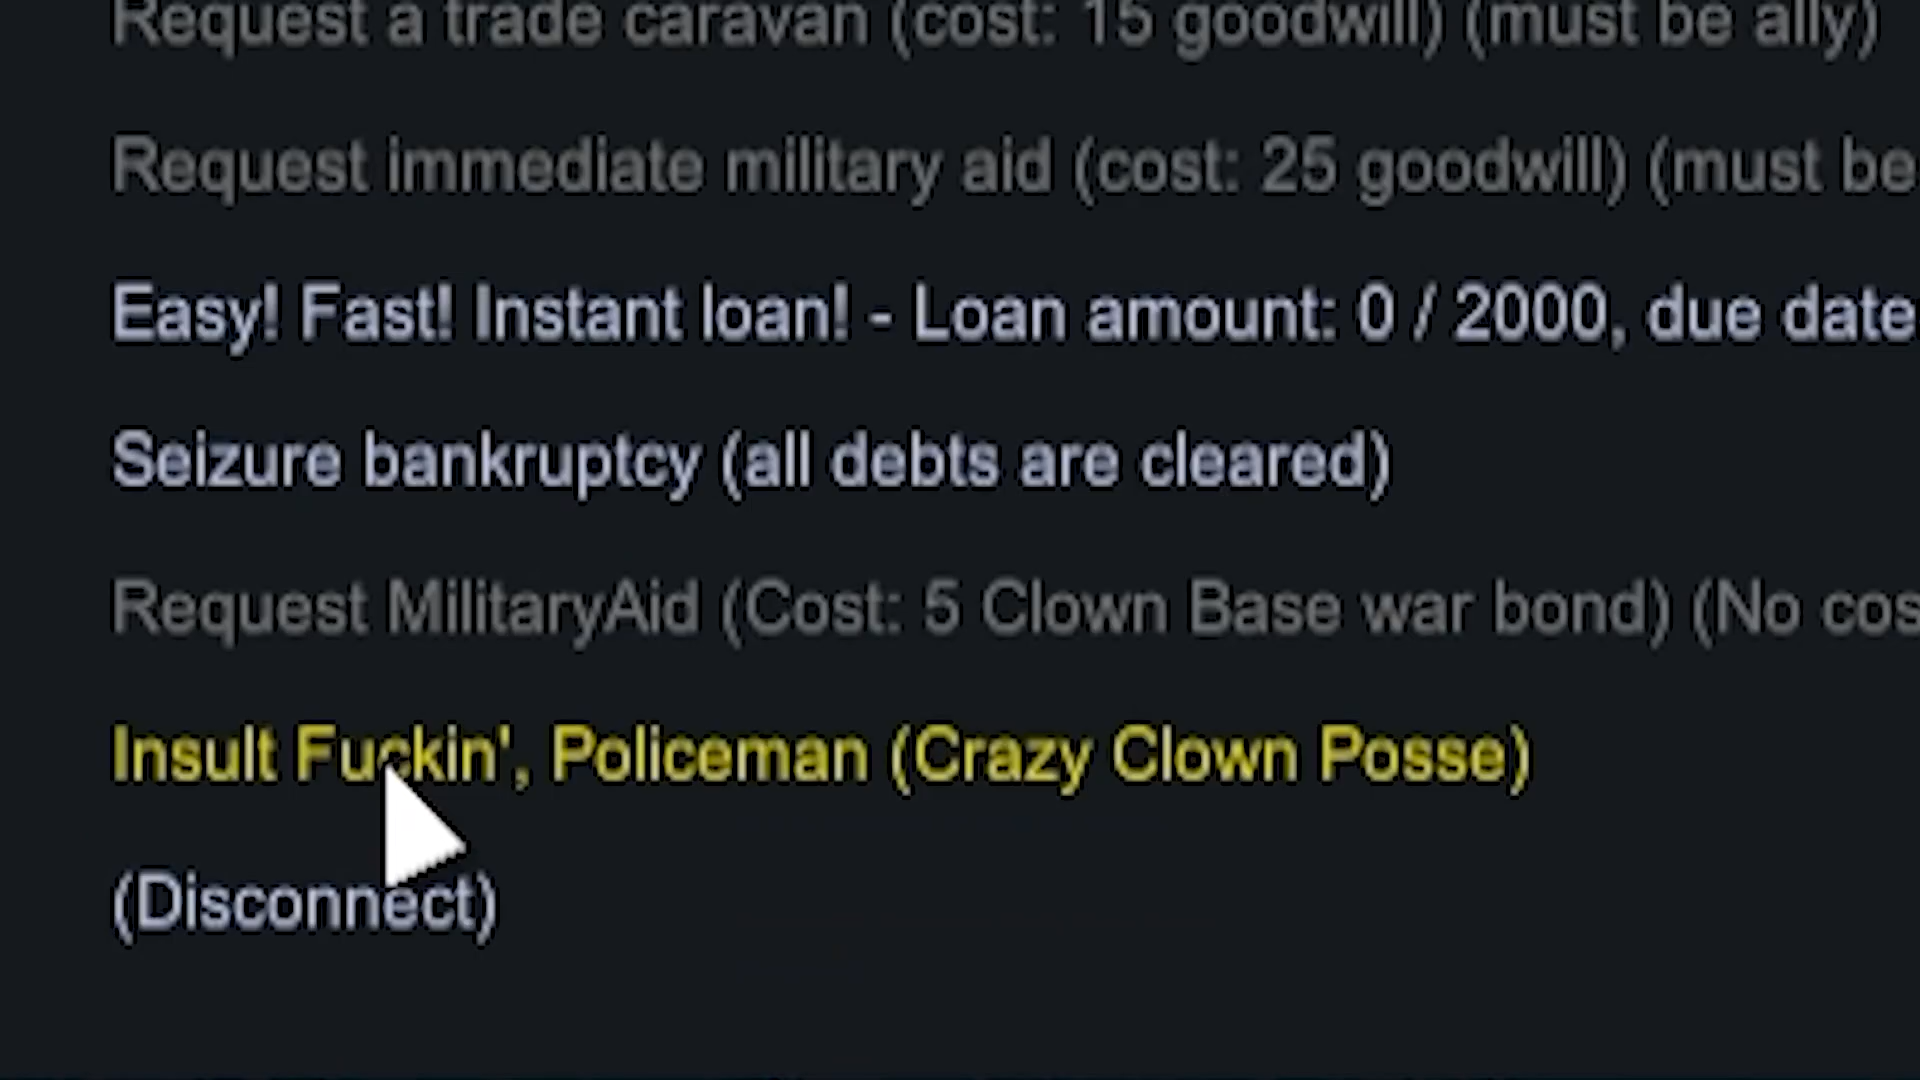 Request a trade caravan (cost: 15 goodwill) (must be ally)
Request immediate military aid (cost: 25 goodwill) (must be
Easy! Fast! Instant loan! - Loan amount: 0 / 2000, due date
Seizure bankruptcy (all debts are cleared)
Request MilitaryAid (Cost: 5 Clown Base war bond) (No cos
Insult Fuckin', Policeman (Crazy Clown Posse)
(Disconnect)